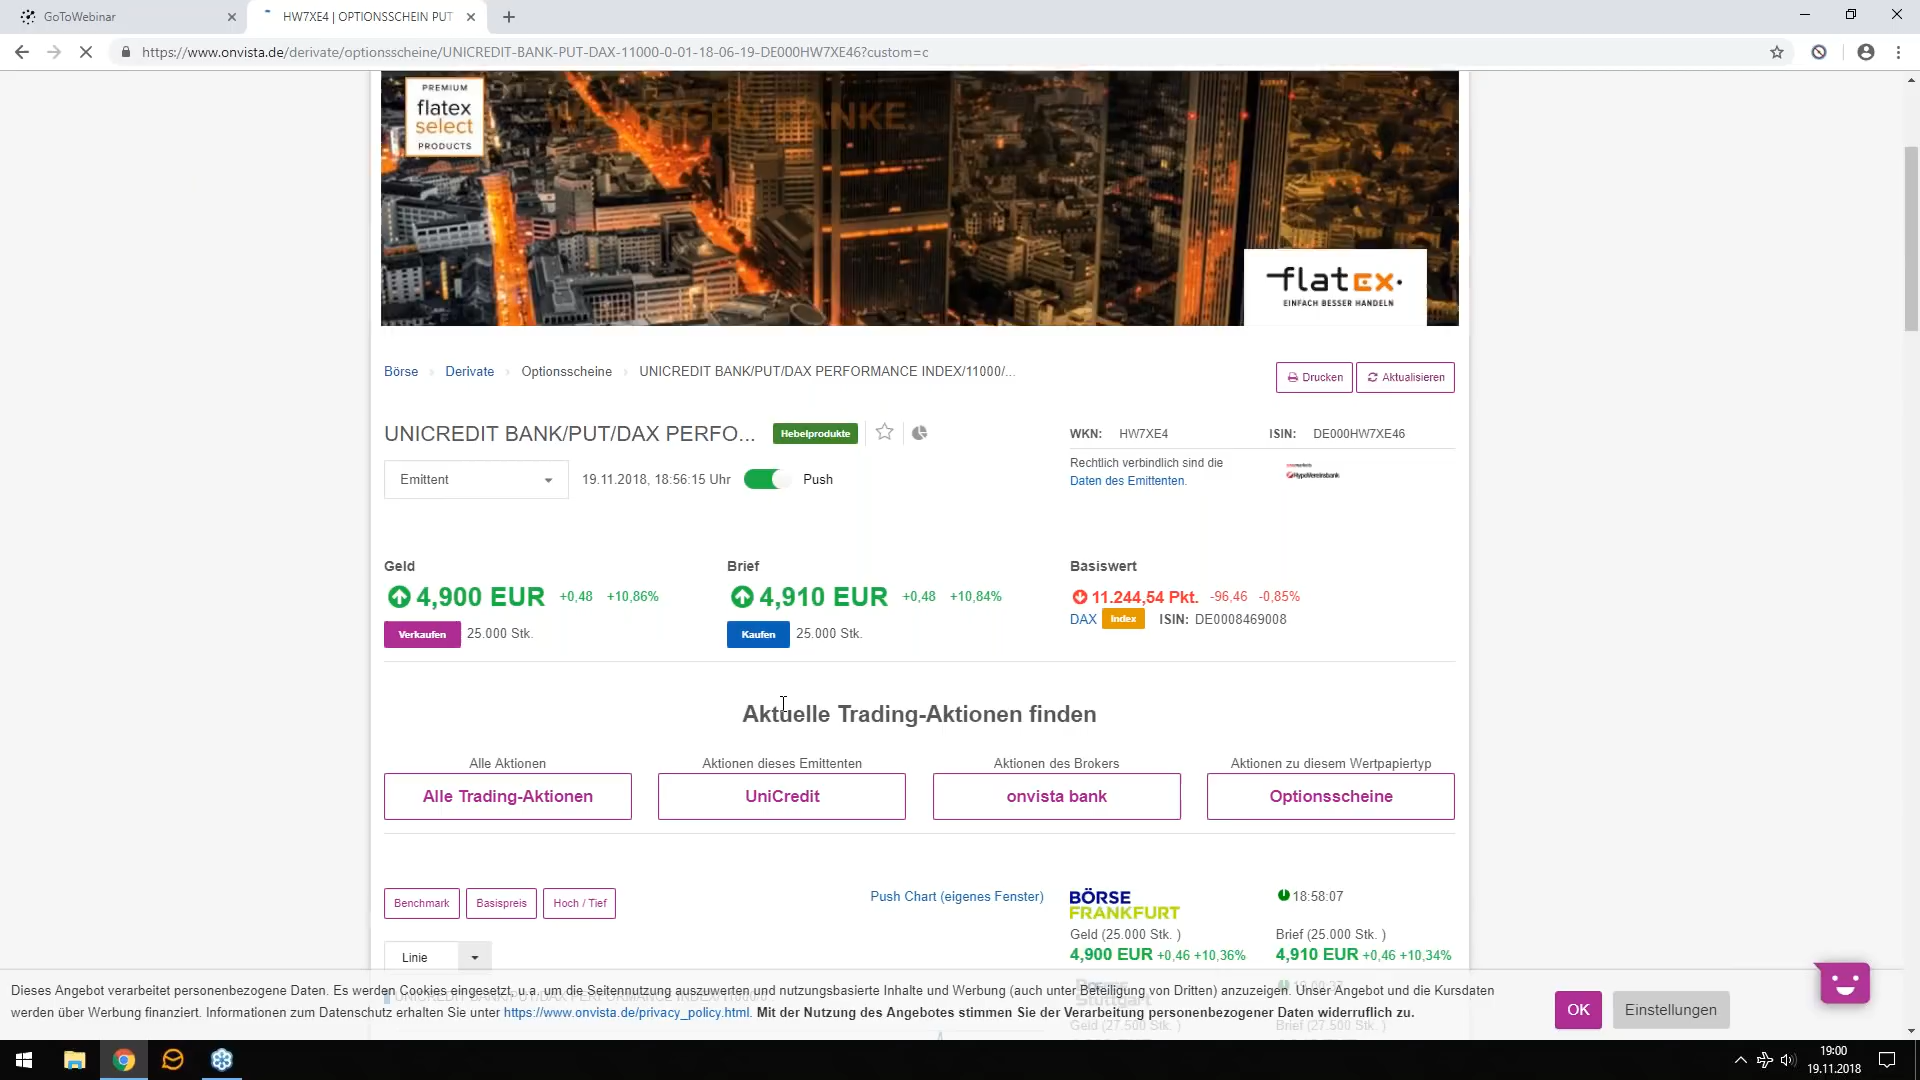 GoToWebinar
HW7XE4 | OPTIONSSCHEIN PUT
https://www.onvista.de/derivate/optionsscheine/UNICREDIT-BANK-PUT-DAX-11000-0-01-18-06-19-DE000HW7XE46?custom=c
PREMIUM
flatex
select
PRODUCTS
flatex
EINFACH BESSER HANDELN
Börse
Derivate
Optionsscheine
UNICREDIT BANK/PUT/DAX PERFORMANCE INDEX/11000/...
Drucken
Aktualisieren
UNICREDIT BANK/PUT/DAX PERFO...
Hebelprodukte
WKN: HW7XE4
ISIN: DE000HW7XE46
Emittent
19.11.2018, 18:56:15 Uhr
Push
Rechtlich verbindlich sind die
Daten des Emittenten.
HypoVereinsbank
Geld
Brief
Basiswert
4,900 EUR +0,48 +10,86%
4,910 EUR +0,48 +10,84%
11.244,54 Pkt. -96,46 -0,85%
DAX Index ISIN: DE0008469008
Verkaufen 25.000 Stk.
Kaufen 25.000 Stk.
Aktuelle Trading-Aktionen finden
Alle Aktionen
Aktionen dieses Emittenten
Aktionen des Brokers
Aktionen zu diesem Wertpapiertyp
Alle Trading-Aktionen
UniCredit
onvista bank
Optionsscheine
Benchmark
Basispreis
Hoch / Tief
Push Chart (eigenes Fenster)
BÖRSE
FRANKFURT
18:58:07
Geld (25.000 Stk. )
Brief (25.000 Stk. )
4,900 EUR +0,46 +10,36%
4,910 EUR +0,46 +10,34%
Linie
Dieses Angebot verarbeitet personenbezogene Daten. Es werden Cookies eingesetzt, u.a. um die Seitennutzung auszuwerten und nutzungsbasierte Inhalte und Werbung (auch unter Beteiligung von Dritten) anzuzeigen. Unser Angebot und die Kursdaten
werden über Werbung finanziert. Informationen zum Datenschutz erhalten Sie unter https://www.onvista.de/privacy_policy.html. Mit der Nutzung des Angebotes stimmen Sie der Verarbeitung personenbezogener Daten widerruflich zu.
OK
Einstellungen
Stuttgart
Geld (27.500 Stk. )
Brief (27.500 Stk. )
19:00
19.11.2018